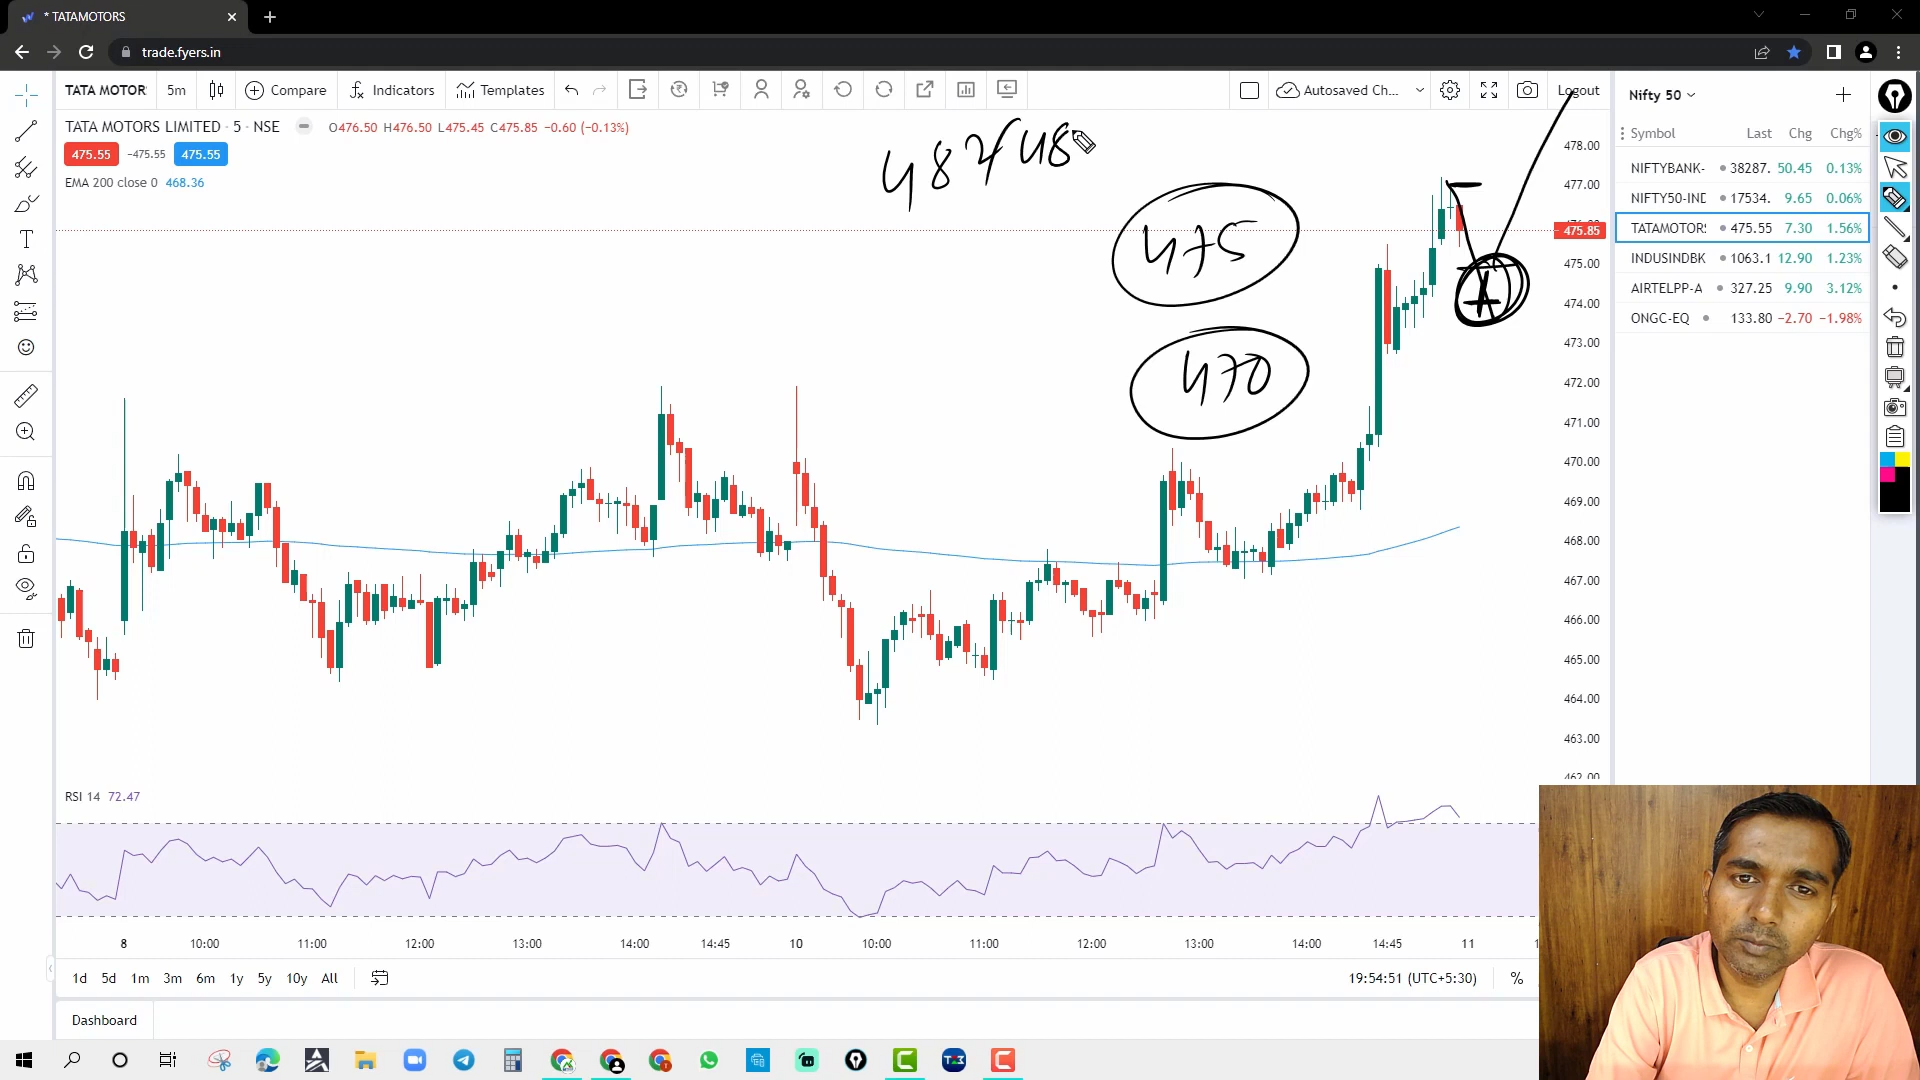 * TATAMOTORS
trade.fyers.in
TATA MOTOR 5m Compare Indicators Templates Autosaved Ch... Logout
TATA MOTORS LIMITED · 5 · NSE O476.50 H476.50 L475.45 C475.85 −0.60 (−0.13%)
475.55 −475.55 475.55
EMA 200 close 0 468.36
48
475
470
478.00
477.00
475.85
475.00
474.00
473.00
472.00
471.00
470.00
469.00
468.00
467.00
466.00
465.00
464.00
463.00
462.00
Nifty 50
Symbol Last Chg Chg%
NIFTYBANK- 38287. 50.45 0.13%
NIFTY50-IND 17534. 9.65 0.06%
TATAMOTORS 475.55 7.30 1.56%
INDUSINDBK 1063.1 12.90 1.23%
AIRTELPP-A 327.25 9.90 3.12%
ONGC-EQ 133.80 −2.70 −1.98%
RSI 14 72.47
8 10:00 11:00 12:00 13:00 14:00 14:45 10 10:00 11:00 12:00 13:00 14:00 14:45 11
1d 5d 1m 3m 6m 1y 5y 10y All 19:54:51 (UTC+5:30) %
Dashboard